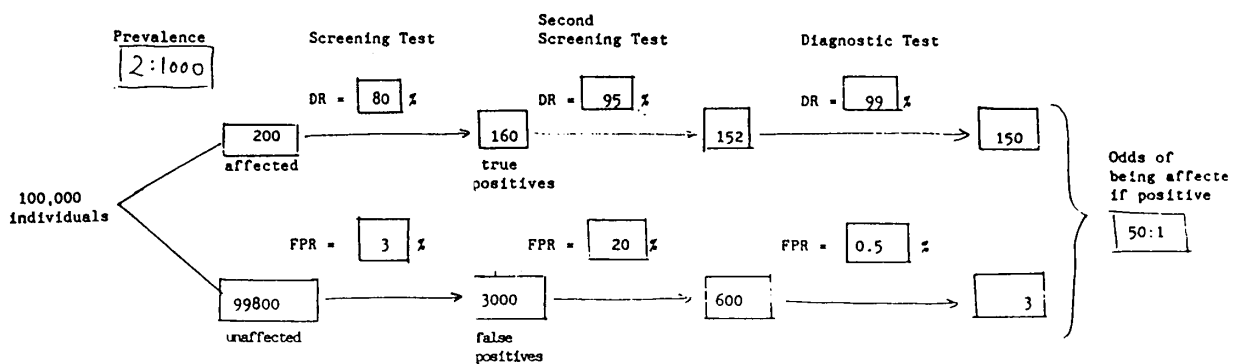 Prevalence
2:1000
Screening Test
Second
Screening Test
Diagnostic Test
DR = 80 %
DR = 95 %
DR = 99 %
200
affected
160
true
positives
152
150
100,000
individuals
Odds of
being affecte
if positive
50:1
FPR = 3 %
FPR = 20 %
FPR = 0.5 %
99800
unaffected
3000
false
positives
600
3